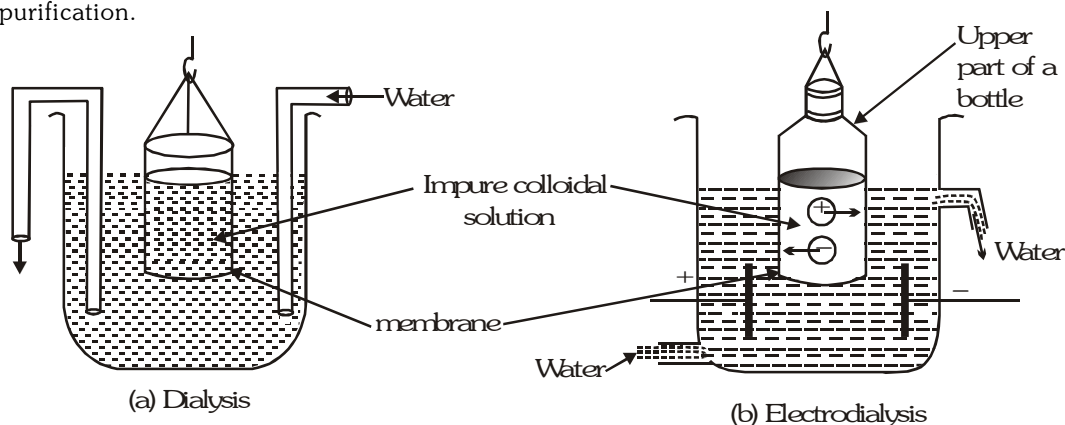 purification.
Water
Upper
part of a
bottle
Impure colloidal
solution
+
−
Water
+
−
membrane
Water
(a) Dialysis
(b) Electrodialysis